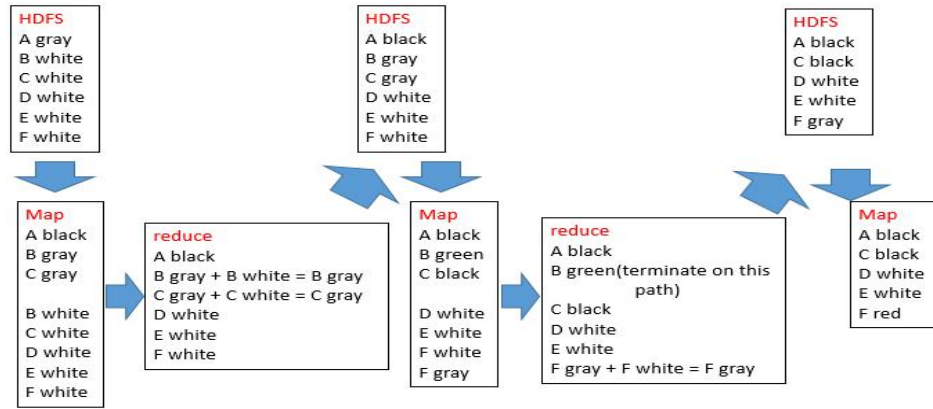 HDFS
A gray
B white
C white
D white
E white
F white
Map
A black
B gray
C gray
B white
C white
D white
E white
F white
reduce
A black
B gray + B white = B gray
C gray + C white = C gray
D white
E white
F white
HDFS
A black
B gray
C gray
D white
E white
F white
Map
A black
B green
C black
D white
E white
F white
F gray
reduce
A black
B green(terminate on this
path)
C black
D white
E white
F gray + F white = F gray
HDFS
A black
C black
D white
E white
F gray
Map
A black
C black
D white
E white
F red